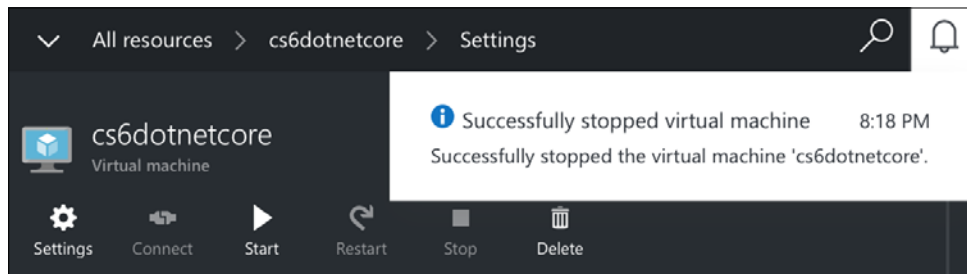 All resources > cs6dotnetcore > Settings
Successfully stopped virtual machine 8:18 PM
Successfully stopped the virtual machine 'cs6dotnetcore'.
cs6dotnetcore
Virtual machine
Settings Connect Start Restart Stop Delete